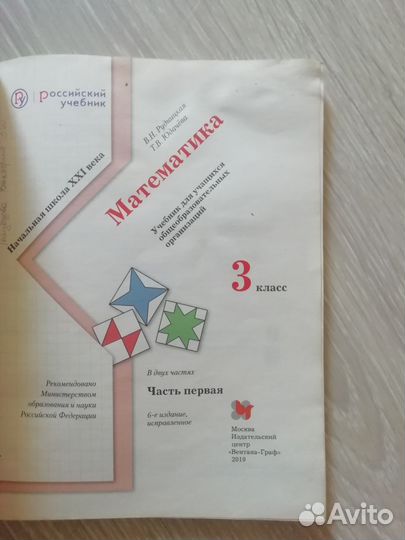 российский
учебник
Начальная школа XXI века
В.Н. Рудницкая
Т.В. Юдачёва
Математика
Учебник для учащихся
общеобразовательных
организаций
3 класс
В двух частях
Часть первая
6-е издание,
исправленное
Рекомендовано
Министерством
образования и науки
Российской Федерации
Москва
Издательский
центр
«Вентана-Граф»
2019
Avito